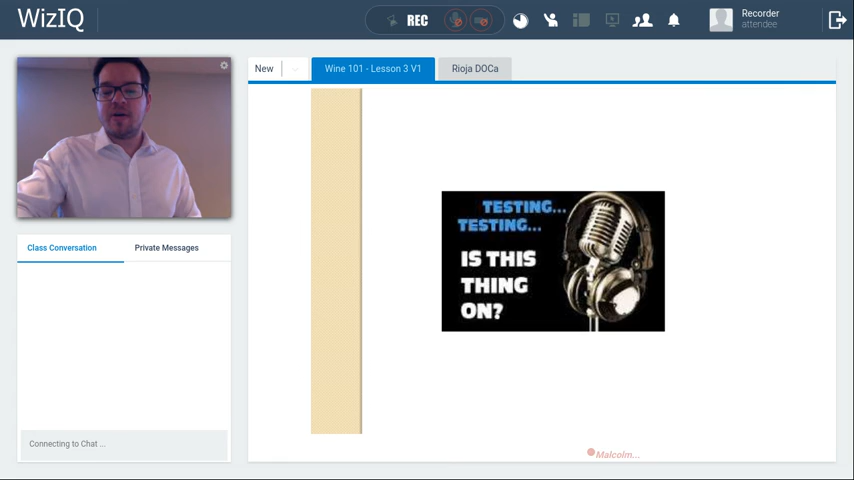 WizIQ
REC
Recorder
attendee
New
Wine 101 - Lesson 3 V1
Rioja DOCa
TESTING...
TESTING...
IS THIS
THING
ON?
Class Conversation
Private Messages
Connecting to Chat ...
Malcolm...